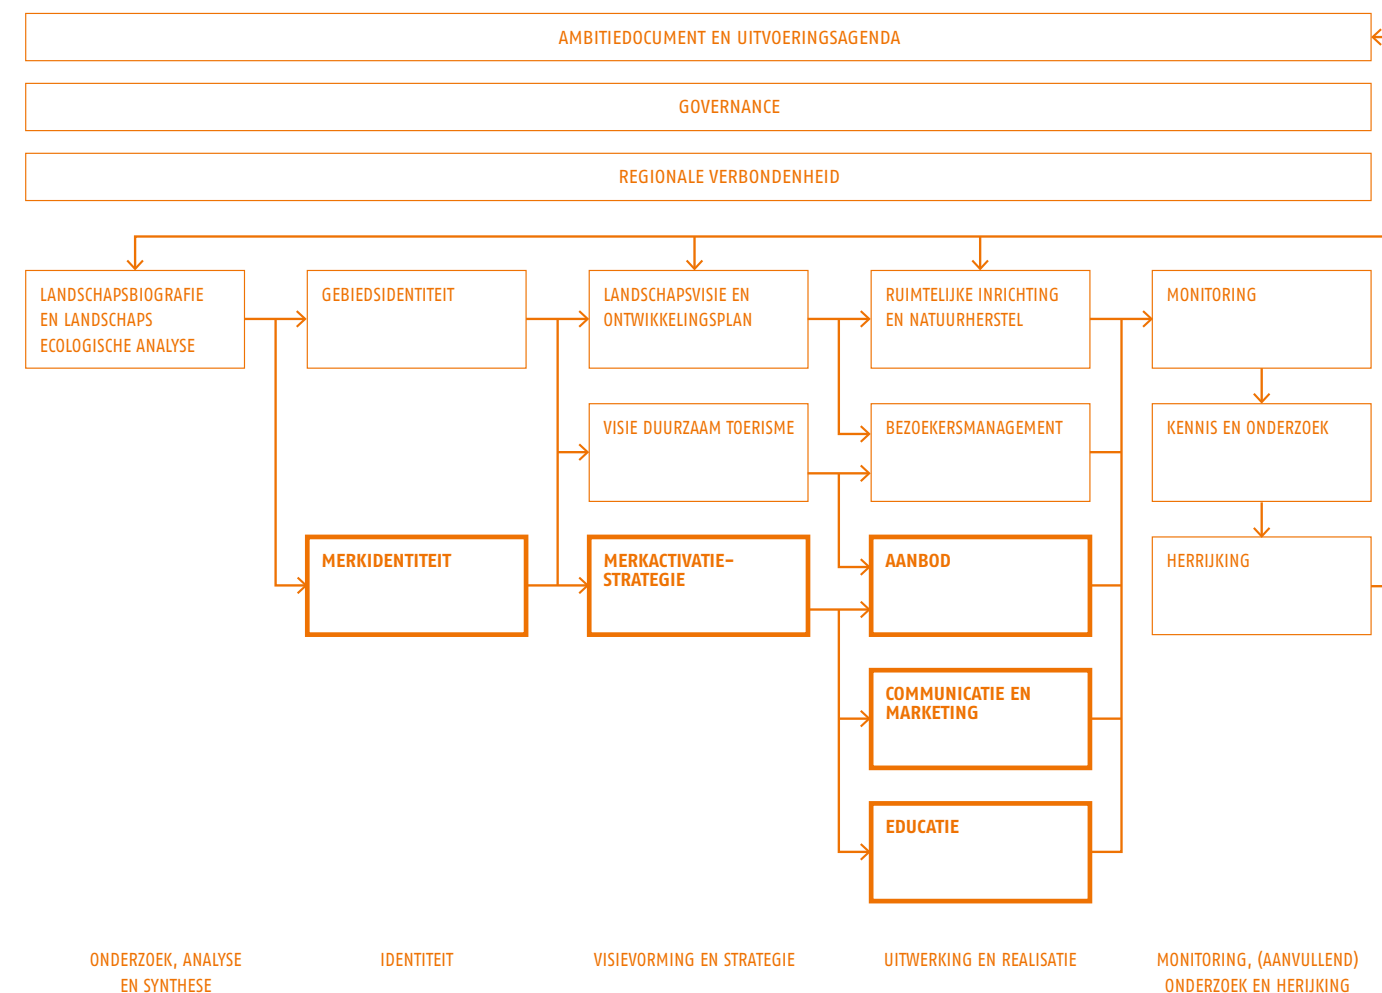 AMBITIEDOCUMENT EN UITVOERINGSAGENDA
GOVERNANCE
REGIONALE VERBONDENHEID
LANDSCHAPSBIOGRAFIE
EN LANDSCHAPS
ECOLOGISCHE ANALYSE
GEBIEDSIDENTITEIT
LANDSCHAPSVISIE EN
ONTWIKKELINGSPLAN
RUIMTELIJKE INRICHTING
EN NATUURHERSTEL
MONITORING
VISIE DUURZAAM TOERISME
BEZOEKERSMANAGEMENT
KENNIS EN ONDERZOEK
MERKIDENTITEIT
MERKACTIVATIE-
STRATEGIE
AANBOD
HERRIJKING
COMMUNICATIE EN
MARKETING
EDUCATIE
ONDERZOEK, ANALYSE
EN SYNTHESE
IDENTITEIT
VISIEVORMING EN STRATEGIE
UITWERKING EN REALISATIE
MONITORING, (AANVULLEND)
ONDERZOEK EN HERIJKING